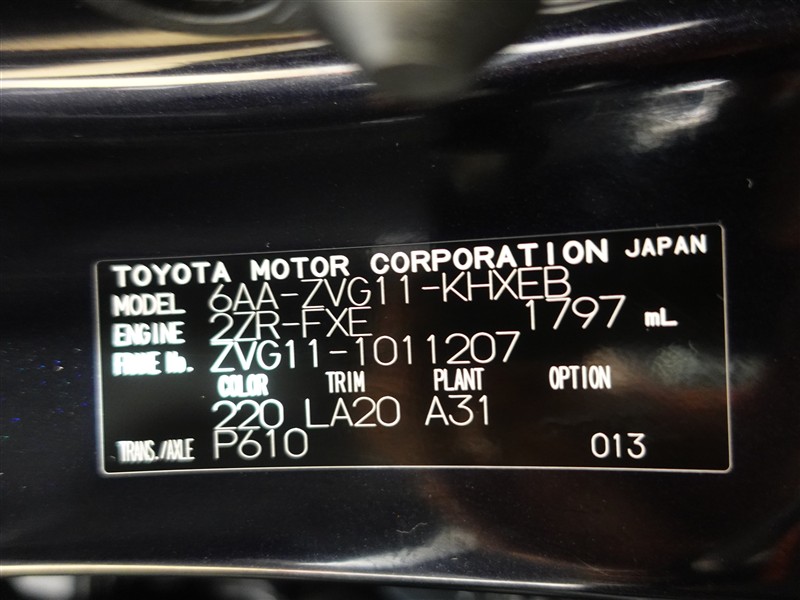 TOYOTA MOTOR CORPORATION JAPAN
MODEL 6AA-ZVG11-KHXEB
ENGINE 2ZR-FXE 1797 mL
FRAME No. ZVG11-1011207
COLOR TRIM PLANT OPTION
220 LA20 A31
TRANS./AXLE P610 013